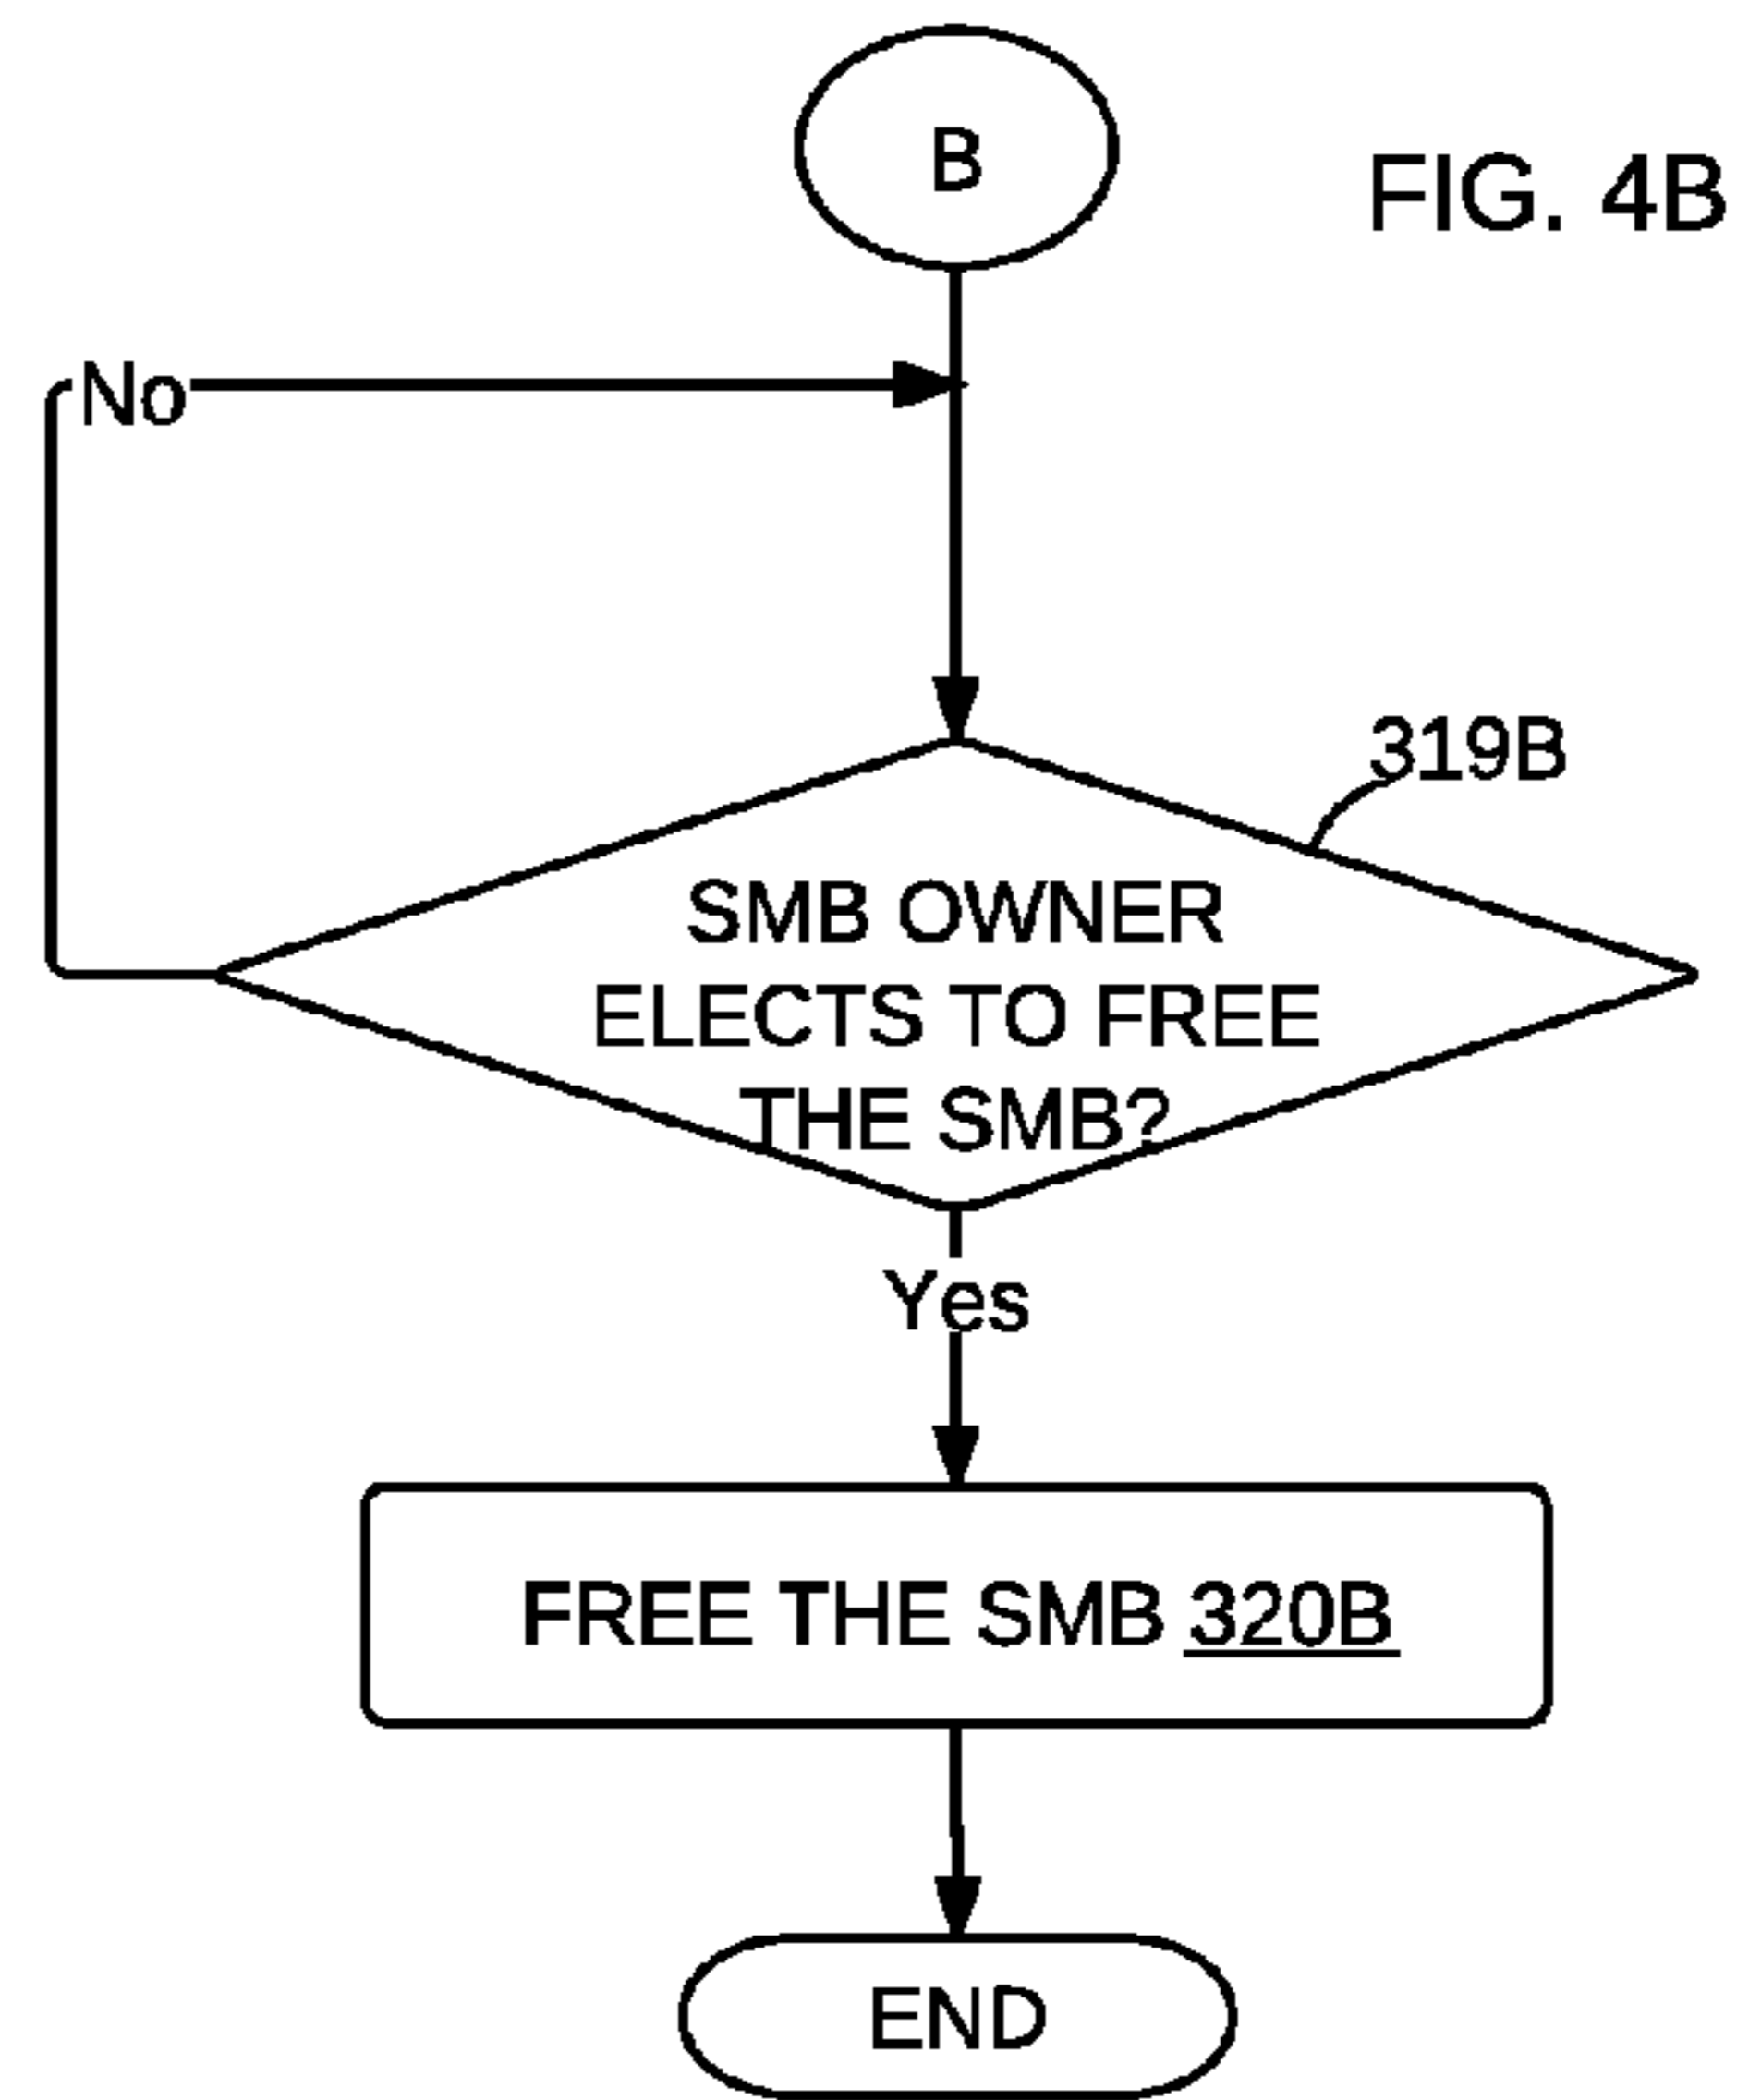 B
FIG. 4B
No
319B
SMB OWNER
ELECTS TO FREE
THE SMB?
Yes
FREE THE SMB 320B
END